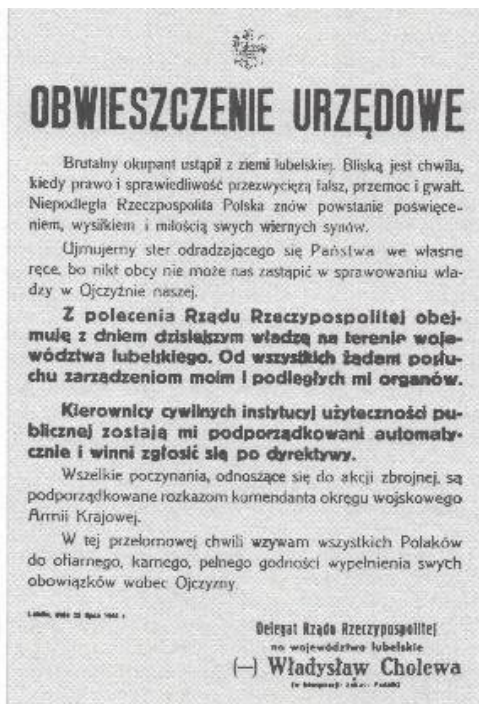 OBWIESZCZENIE URZĘDOWE
Brutalny okupant ustąpił z ziemi lubelskiej. Bliską jest chwila,
kiedy prawo i sprawiedliwość przezwyciężą fałsz, przemoc i gwałt.
Niepodległa Rzeczpospolita Polska znów powstanie poświęce-
niem, wysiłkiem i miłością swych wiernych synów.
Ujmujemy ster odradzającego się Państwa we własne
ręce, bo nikt obcy nie może nas zastąpić w sprawowaniu wła-
dzy w Ojczyźnie naszej.
Z polecenia Rządu Rzeczypospolitej obej-
muję z dniem dzisiejszym władzę na terenie woje-
wództwa lubelskiego. Od wszystkich żądam posłu-
chu zarządzeniom moim i podległych mi organów.
Kierownicy cywilnych instytucyj użyteczności pu-
blicznej zostają mi podporządkowani automaty-
cznie i winni zgłosić się po dyrektywy.
Wszelkie poczynania, odnoszące się do akcji zbrojnej, są
podporządkowane rozkazom komendanta okręgu wojskowego
Armii Krajowej.
W tej przełomowej chwili wzywam wszystkich Polaków
do ofiarnego, karnego, pełnego godności wypełnienia swych
obowiązków wobec Ojczyzny.
Lublin, dnia lipca
Delegat Rządu Rzeczypospolitej
na województwo lubelskie
(—) Władysław Cholewa